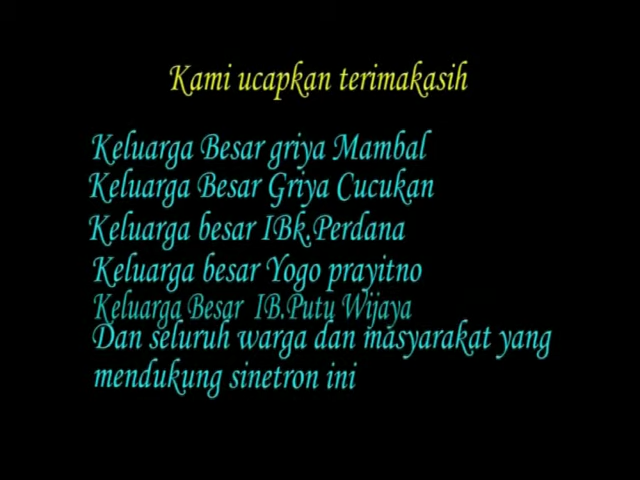 Kami ucapkan terimakasih
Keluarga Besar griya Mambal
Keluarga Besar Griya Cucukan
Keluarga besar IBk.Perdana
Keluarga besar Yogo prayitno
Keluarga Besar IB.Putu Wijaya
Dan seluruh warga dan masyarakat yang
mendukung sinetron ini